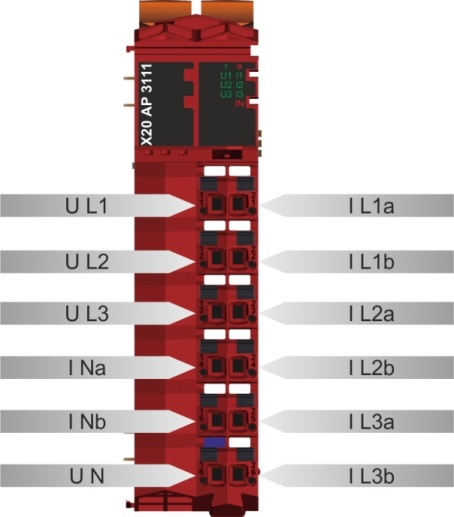 X20 AP 3111
r e
U1 I1
U2 I2
U3 I3
IN
U L1
I L1a
U L2
I L1b
U L3
I L2a
I Na
I L2b
I Nb
I L3a
U N
I L3b